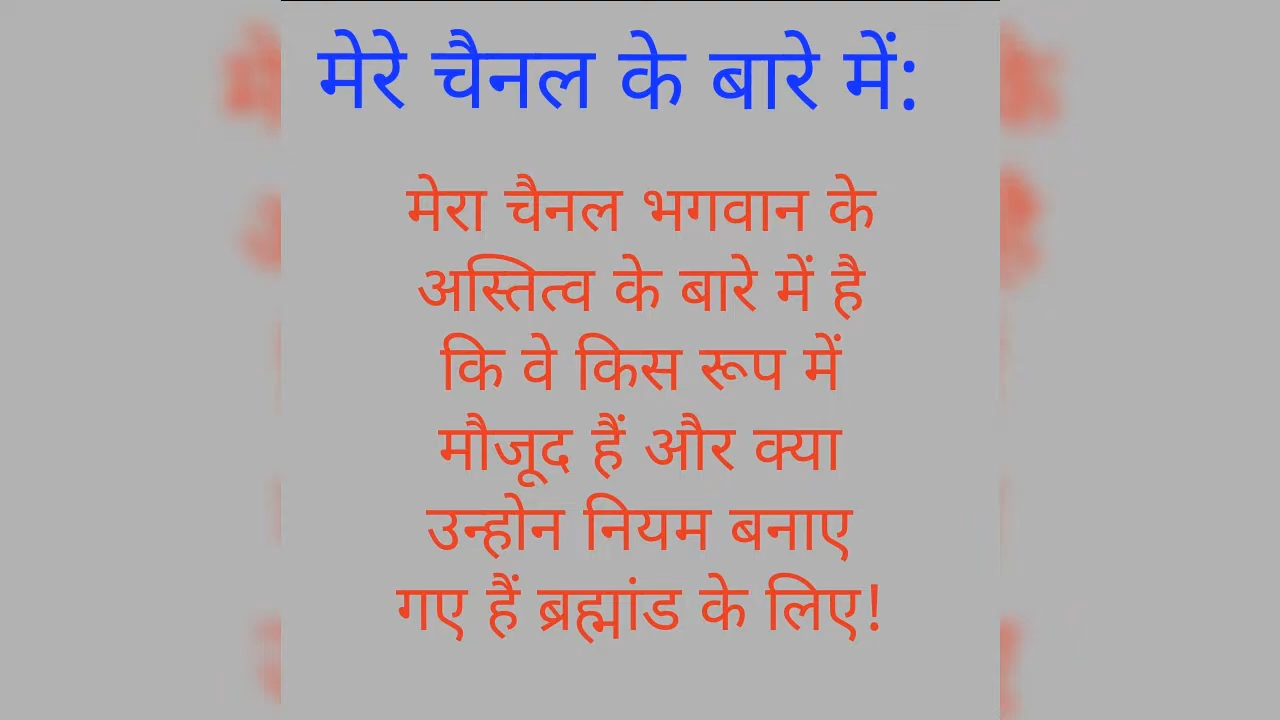 मेरे चैनल के बारे में:
मेरा चैनल भगवान के
अस्तित्व के बारे में है
कि वे किस रूप में
मौजूद हैं और क्या
उन्होन नियम बनाए
गए हैं ब्रह्मांड के लिए!